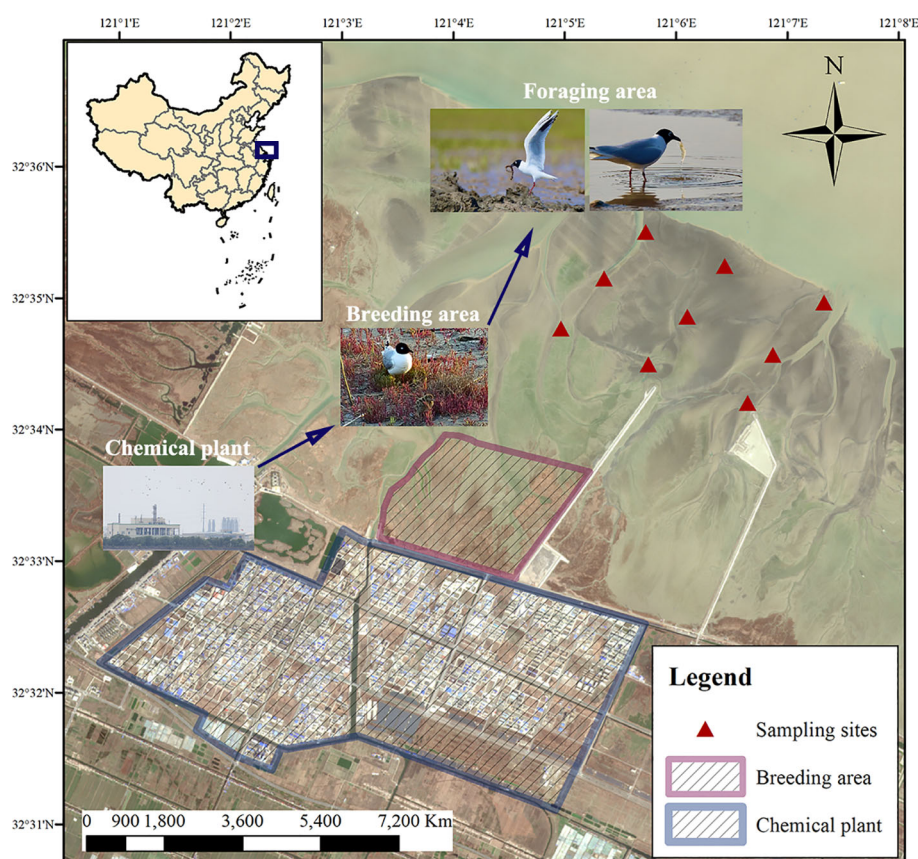 121°1'E 121°2'E 121°3'E 121°4'E 121°5'E 121°6'E 121°7'E 121°8'E
N
Foraging area
32°36'N
32°35'N
Breeding area
32°34'N
Chemical plant
32°33'N
32°32'N
32°31'N
Legend
Sampling sites
Breeding area
Chemical plant
0 900 1,800 3,600 5,400 7,200 Km